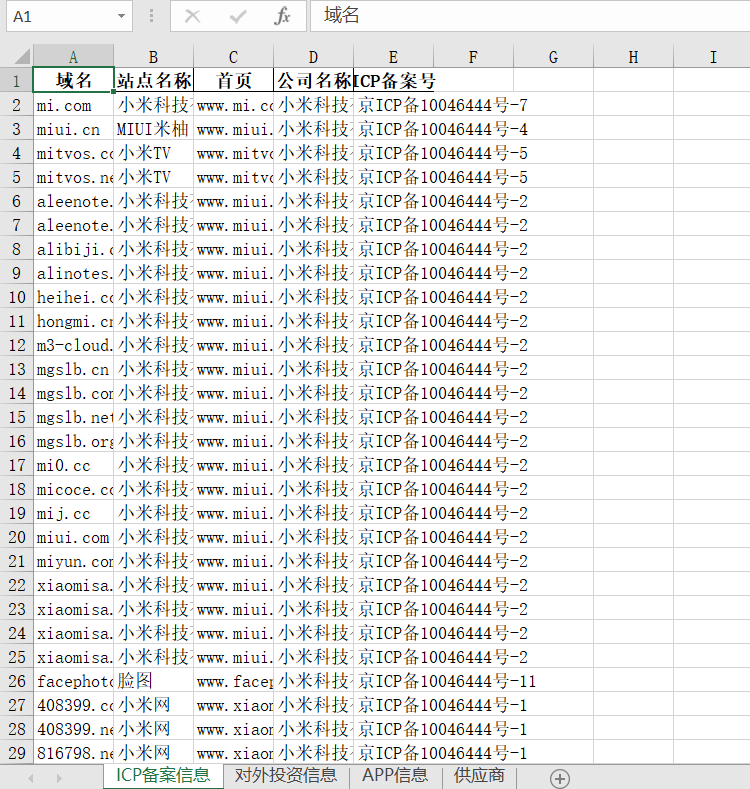 A1 fx 域名
A B C D E F G H I
1 域名 站点名称 首页 公司名称 ICP备案号
2 mi.com 小米科技 www.mi.co 小米科技 京ICP备10046444号-7
3 miui.cn MIUI米柚 www.miui. 小米科技 京ICP备10046444号-4
4 mitvos.co 小米TV www.mitvo 小米科技 京ICP备10046444号-5
5 mitvos.ne 小米TV www.mitvo 小米科技 京ICP备10046444号-5
6 aleenote. 小米科技 www.miui. 小米科技 京ICP备10046444号-2
7 aleenote. 小米科技 www.miui. 小米科技 京ICP备10046444号-2
8 alibiji.c 小米科技 www.miui. 小米科技 京ICP备10046444号-2
9 alinotes. 小米科技 www.miui. 小米科技 京ICP备10046444号-2
10 heihei.co 小米科技 www.miui. 小米科技 京ICP备10046444号-2
11 hongmi.cn 小米科技 www.miui. 小米科技 京ICP备10046444号-2
12 m3-cloud. 小米科技 www.miui. 小米科技 京ICP备10046444号-2
13 mgslb.cn 小米科技 www.miui. 小米科技 京ICP备10046444号-2
14 mgslb.com 小米科技 www.miui. 小米科技 京ICP备10046444号-2
15 mgslb.net 小米科技 www.miui. 小米科技 京ICP备10046444号-2
16 mgslb.org 小米科技 www.miui. 小米科技 京ICP备10046444号-2
17 mi0.cc 小米科技 www.miui. 小米科技 京ICP备10046444号-2
18 micoce.co 小米科技 www.miui. 小米科技 京ICP备10046444号-2
19 mij.cc 小米科技 www.miui. 小米科技 京ICP备10046444号-2
20 miui.com 小米科技 www.miui. 小米科技 京ICP备10046444号-2
21 miyun.com 小米科技 www.miui. 小米科技 京ICP备10046444号-2
22 xiaomisa. 小米科技 www.miui. 小米科技 京ICP备10046444号-2
23 xiaomisa. 小米科技 www.miui. 小米科技 京ICP备10046444号-2
24 xiaomisa. 小米科技 www.miui. 小米科技 京ICP备10046444号-2
25 xiaomisa. 小米科技 www.miui. 小米科技 京ICP备10046444号-2
26 facephoto 脸图 www.facep 小米科技 京ICP备10046444号-11
27 408399.co 小米网 www.xiaom 小米科技 京ICP备10046444号-1
28 408399.ne 小米网 www.xiaom 小米科技 京ICP备10046444号-1
29 816798.ne 小米网 www.xiaom 小米科技 京ICP备10046444号-1
ICP备案信息 对外投资信息 APP信息 供应商